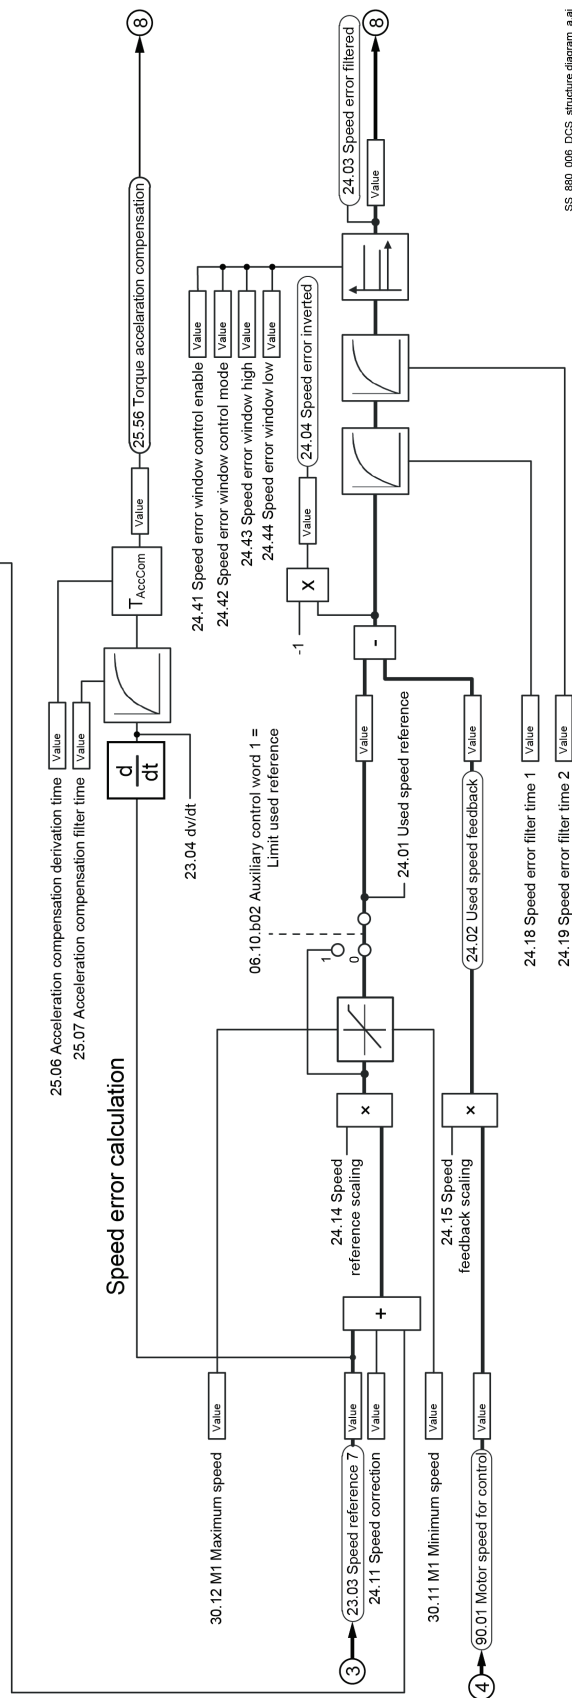 Speed error calculation
25.06 Acceleration compensation derivation time
Value
25.07 Acceleration compensation filter time
Value
d
dt
23.04 dv/dt
TAccCom
Value
25.56 Torque accelaration compensation
8
30.12 M1 Maximum speed
Value
3
23.03 Speed reference 7
Value
24.11 Speed correction
Value
30.11 M1 Minimum speed
Value
4
90.01 Motor speed for control
Value
+
24.14 Speed
reference scaling
×
24.15 Speed
feedback scaling
×
06.10.b02 Auxiliary control word 1 =
Limit used reference
1
0
24.01 Used speed reference
Value
24.02 Used speed feedback
Value
-
-1
X
Value
24.04 Speed error inverted
24.41 Speed error window control enable
Value
24.42 Speed error window control mode
Value
24.43 Speed error window high
Value
24.44 Speed error window low
Value
24.18 Speed error filter time 1
Value
24.19 Speed error filter time 2
Value
24.03 Speed error filtered
Value
8
SS_880_006_DCS_structure diagram_a.ai